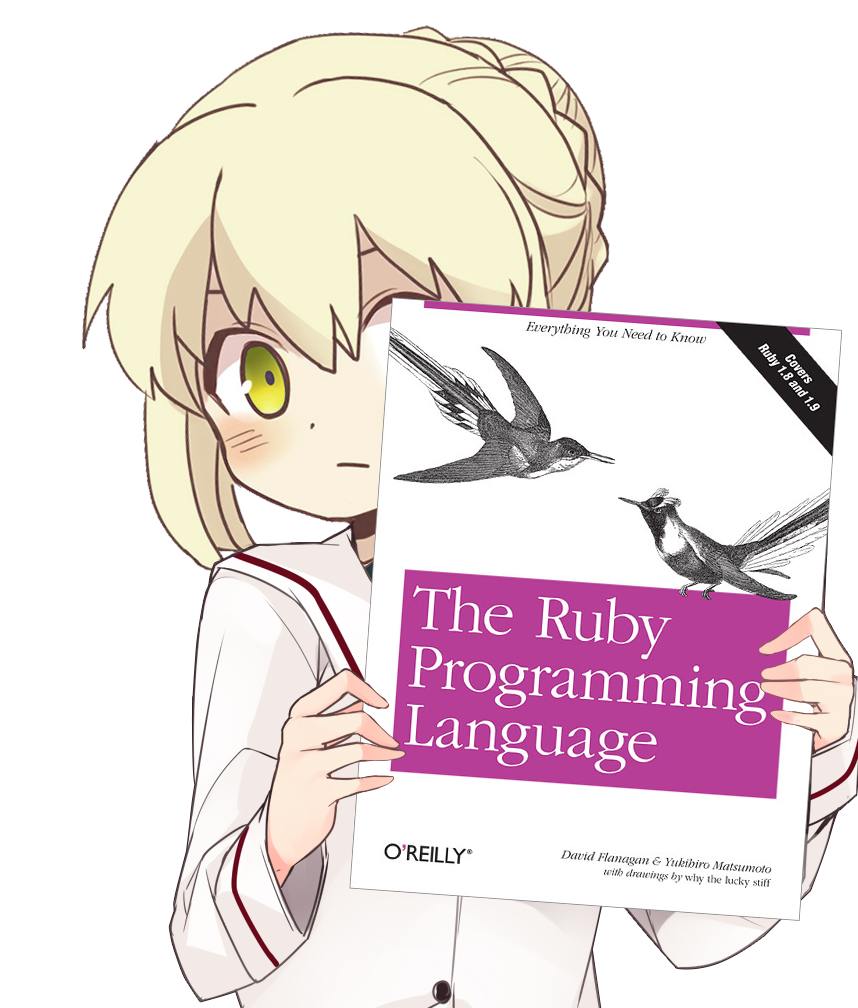 Everything You Need to Know
Covers
Ruby 1.8 and 1.9
The Ruby
Programming
Language
O'REILLY®
David Flanagan & Yukihiro Matsumoto
with drawings by why the lucky stiff